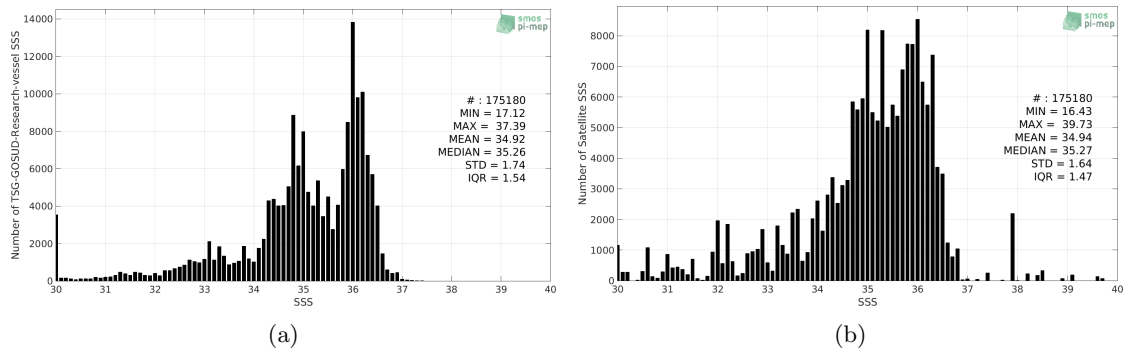 Number of TSG-GOSUD-Research-vessel SSS
14000
12000
10000
8000
6000
4000
2000
0
smos
pi-mep
# : 175180
MIN = 17.12
MAX = 37.39
MEAN = 34.92
MEDIAN = 35.26
STD = 1.74
IQR = 1.54
30 31 32 33 34 35 36 37 38 39 40
SSS
(a)
Number of Satellite SSS
8000
7000
6000
5000
4000
3000
2000
1000
0
smos
pi-mep
# : 175180
MIN = 16.43
MAX = 39.73
MEAN = 34.94
MEDIAN = 35.27
STD = 1.64
IQR = 1.47
30 31 32 33 34 35 36 37 38 39 40
SSS
(b)